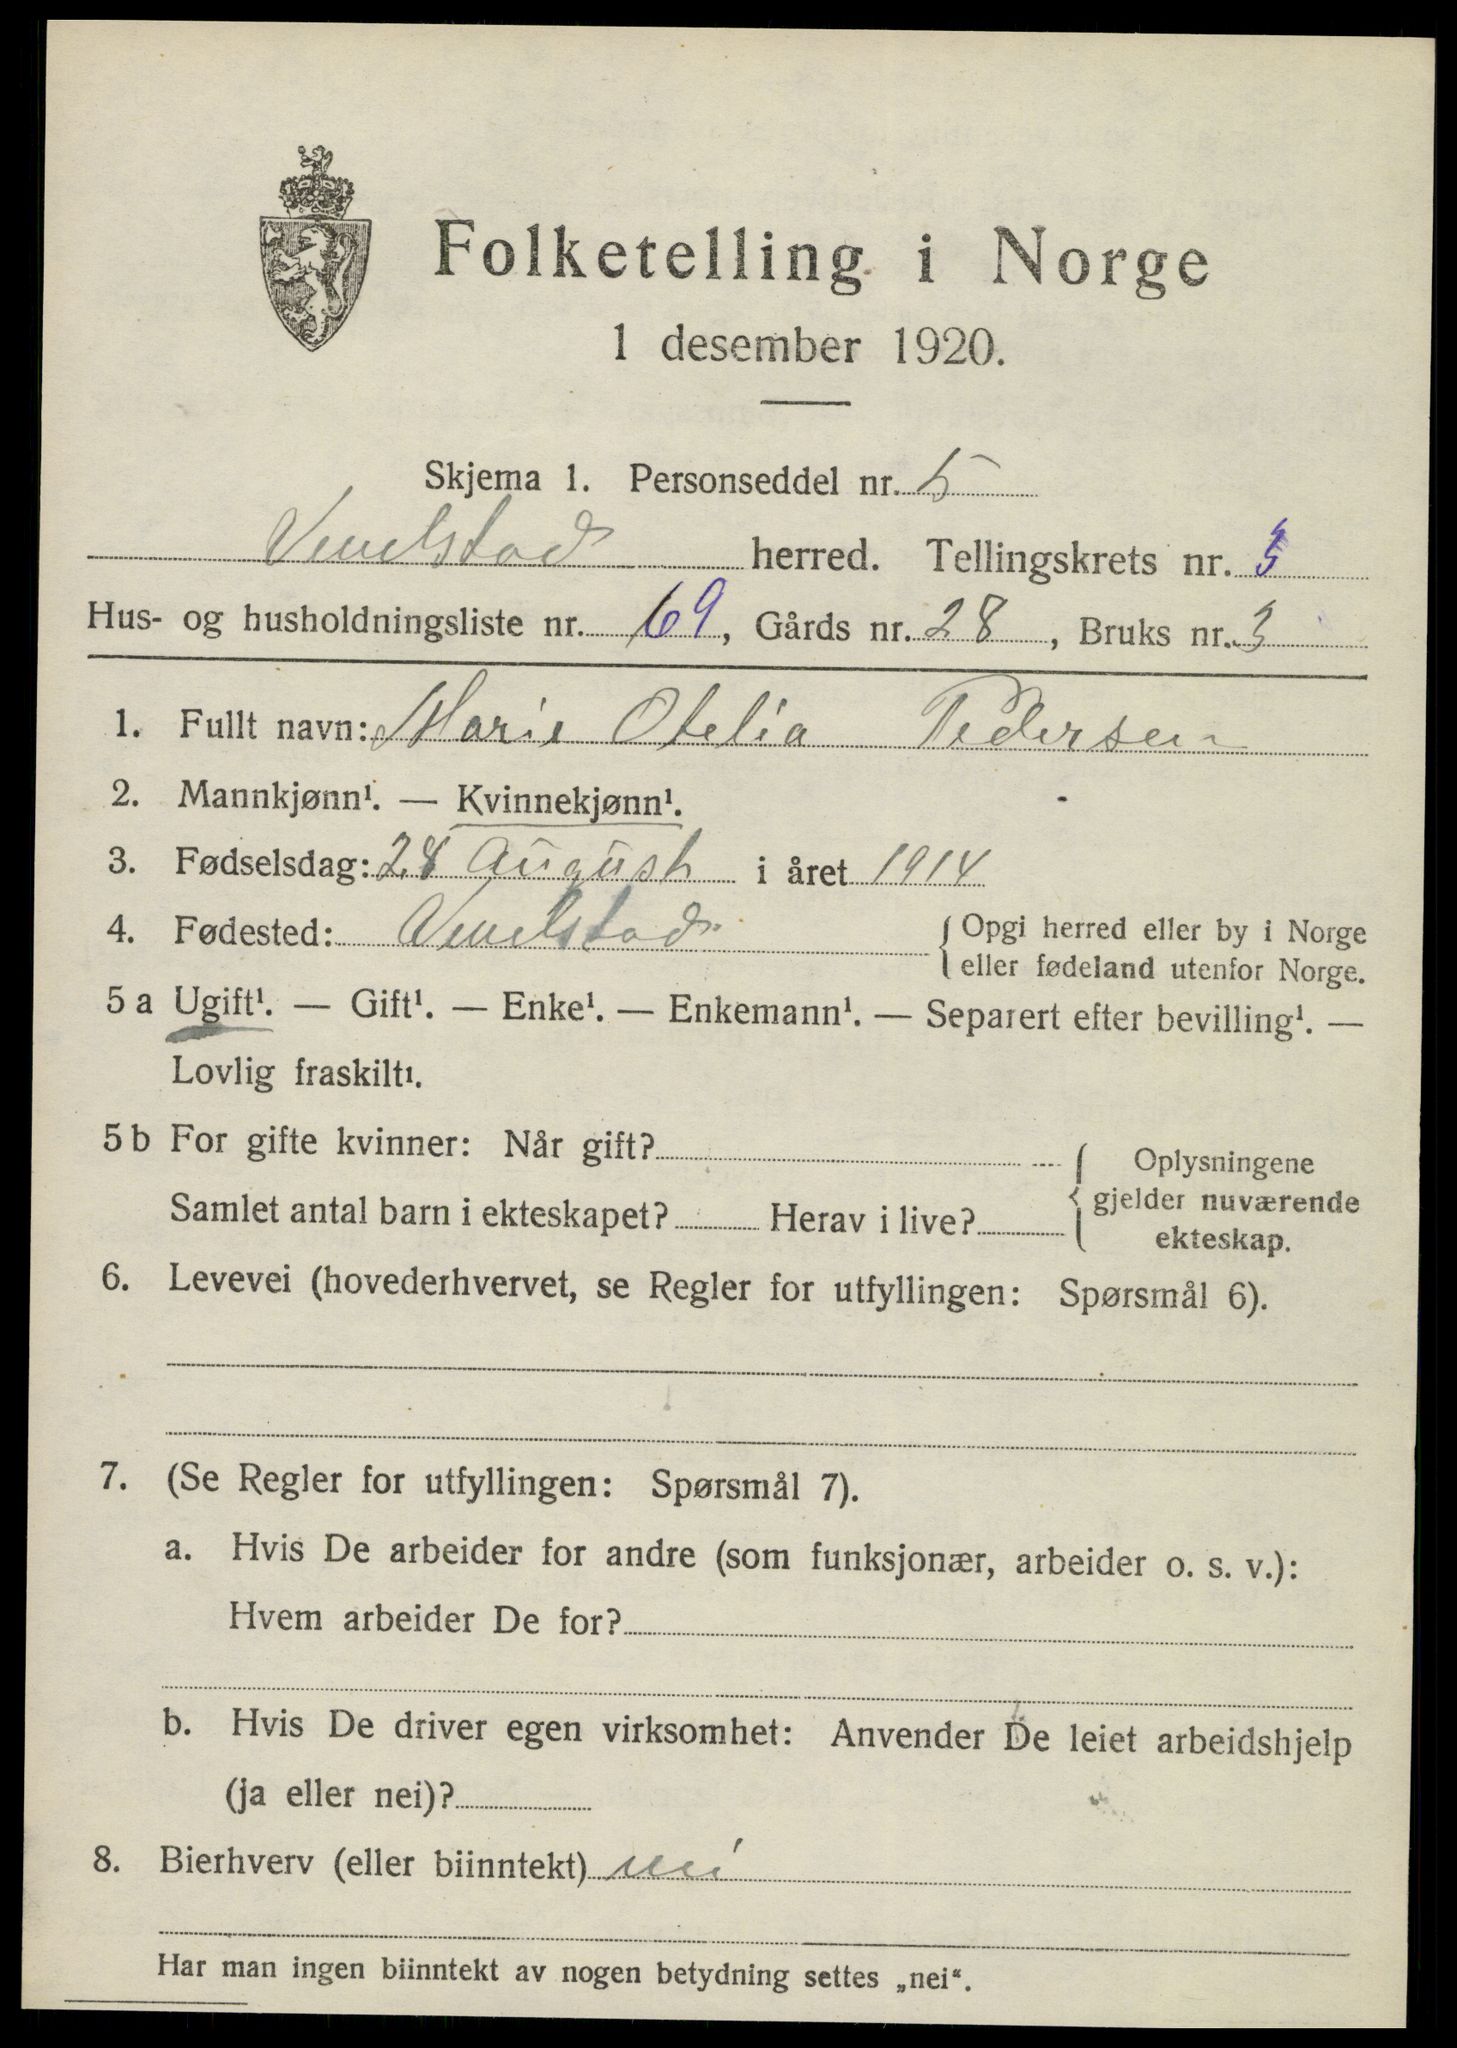 Folketelling i Norge
1 desember 1920.
Skjema 1. Personseddel nr. 5
herred. Tellingskrets nr. 3
Hus- og husholdningsliste nr. 69, Gårds nr. 28, Bruks nr. 3
1. Fullt navn: Marie Otelia Pedersen
2. Mannkjønn¹. — Kvinnekjønn¹.
3. Fødselsdag: 28 August i året 1914
4. Fødested:
{ Opgi herred eller by i Norge
eller fødeland utenfor Norge.
5 a Ugift¹. — Gift¹. — Enke¹. — Enkemann¹. — Separert efter bevilling¹. —
Lovlig fraskilt¹.
5 b For gifte kvinner: Når gift?
Samlet antal barn i ekteskapet? Herav i live?
{ Oplysningene
gjelder nuværende
ekteskap.
6. Levevei (hovederhvervet, se Regler for utfyllingen: Spørsmål 6).
7. (Se Regler for utfyllingen: Spørsmål 7).
a. Hvis De arbeider for andre (som funksjonær, arbeider o. s. v.):
Hvem arbeider De for?
b. Hvis De driver egen virksomhet: Anvender De leiet arbeidshjelp
(ja eller nei)?
8. Bierhverv (eller biinntekt) nei
Har man ingen biinntekt av nogen betydning settes „nei“.